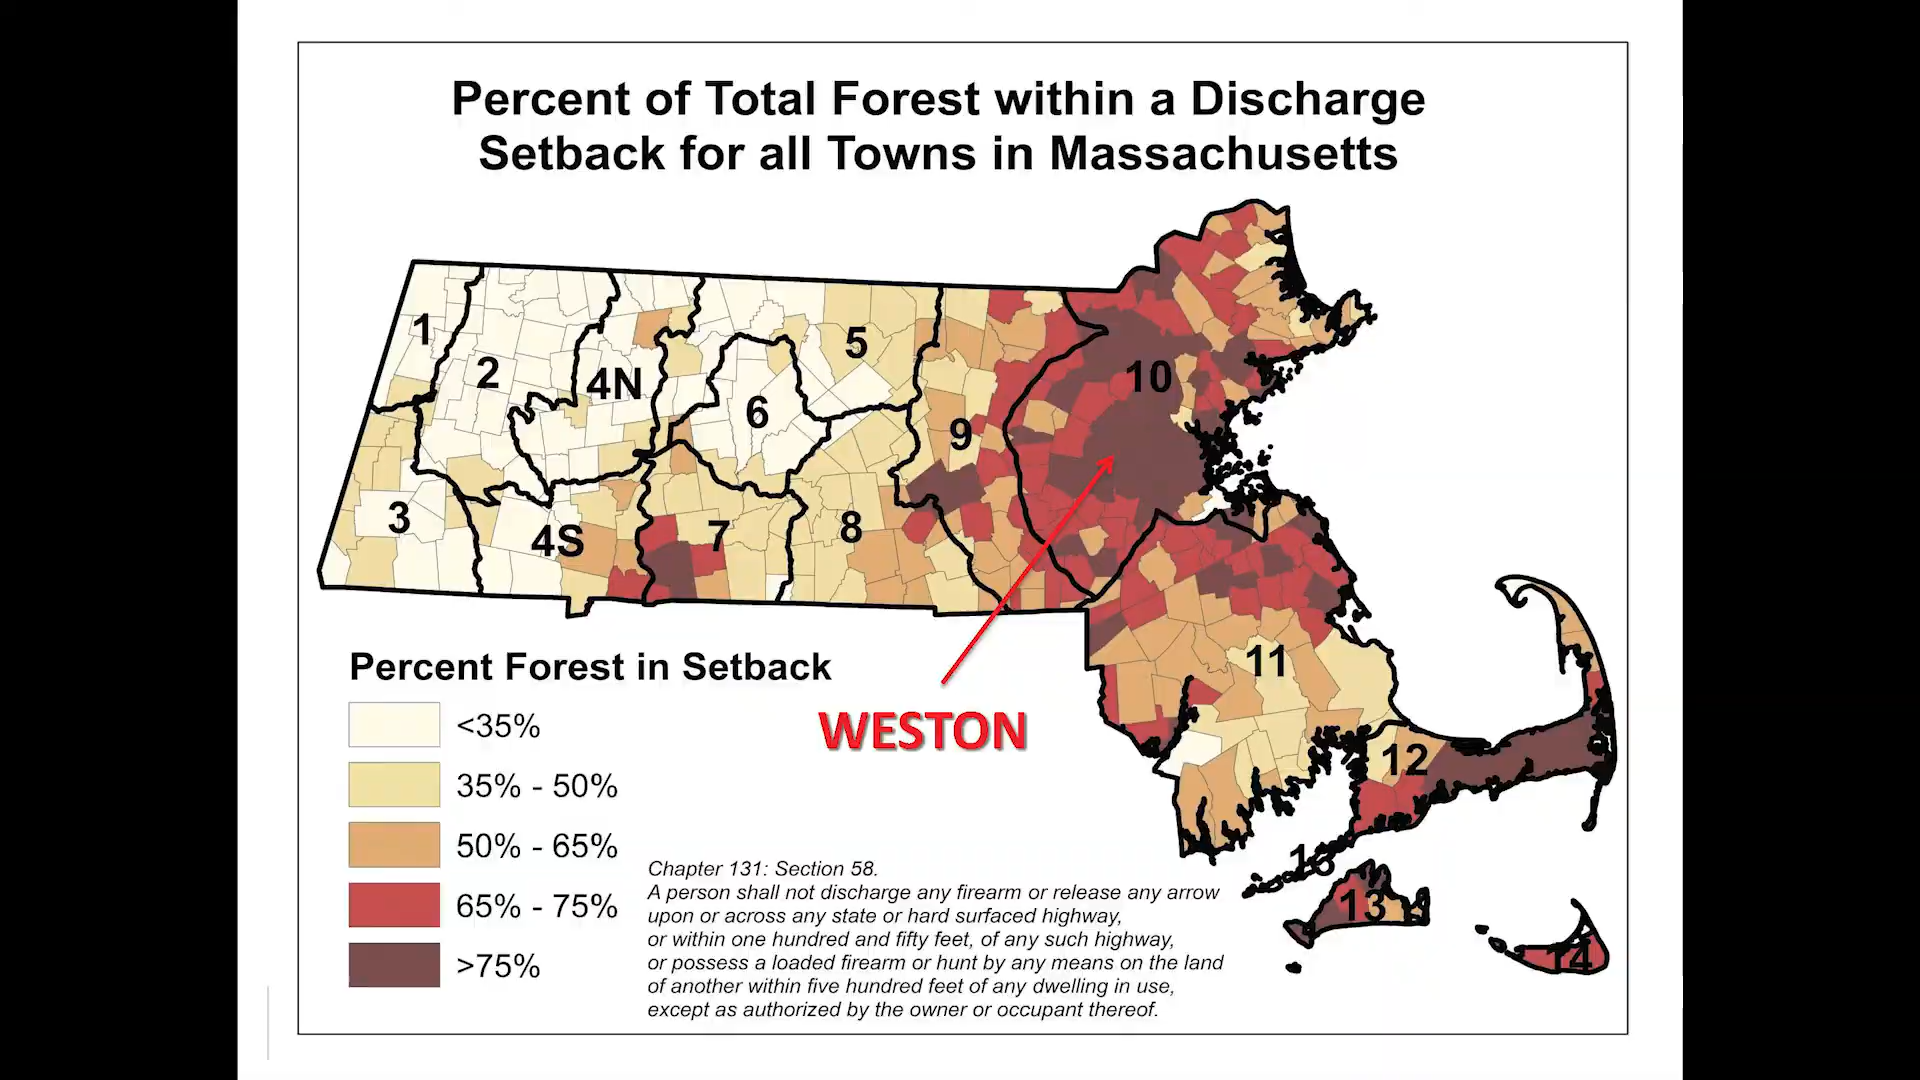 Percent of Total Forest within a Discharge
Setback for all Towns in Massachusetts
1
2
4N
5
6
9
10
3
4S
7
8
11
12
13
13
14
WESTON
Percent Forest in Setback
<35%
35% - 50%
50% - 65%
65% - 75%
>75%
Chapter 131: Section 58.
A person shall not discharge any firearm or release any arrow
upon or across any state or hard surfaced highway,
or within one hundred and fifty feet, of any such highway,
or possess a loaded firearm or hunt by any means on the land
of another within five hundred feet of any dwelling in use,
except as authorized by the owner or occupant thereof.